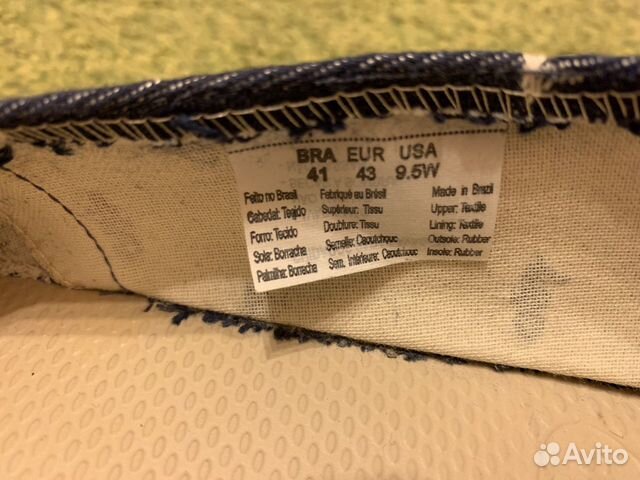 BRA EUR USA
41 43 9.5W
Feito no Brasil Fabriqué au Brésil Made in Brazil
Cabedal: Tejido Supérieur: Tissu Upper: Textile
Forro: Tecido Doublure: Tissu Lining: Textile
Sola: Borracha Semelle: Caoutchouc Outsole: Rubber
Palmilha: Borracha Sem. Intérieure: Caoutchouc Insole: Rubber
Avito